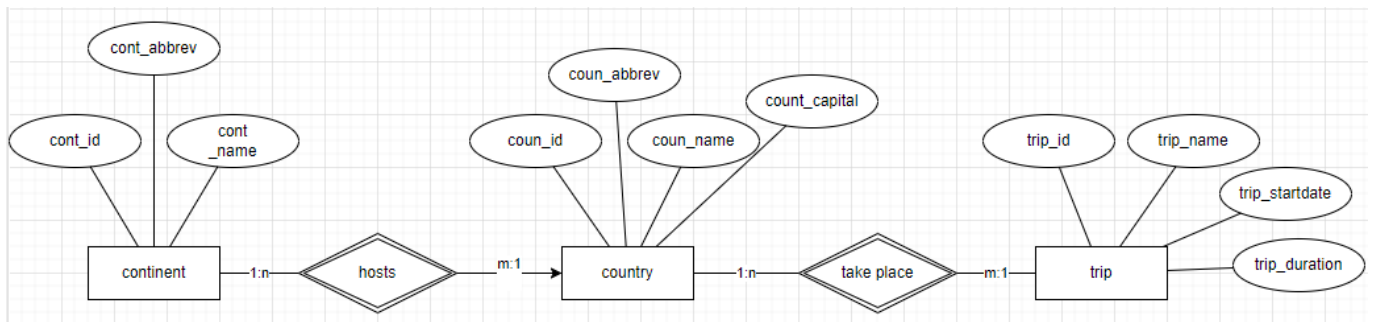 cont_abbrev
cont_id
cont
_name
coun_abbrev
count_capital
coun_id
coun_name
trip_id
trip_name
trip_startdate
trip_duration
continent
1:n
hosts
m:1
country
1:n
take place
m:1
trip